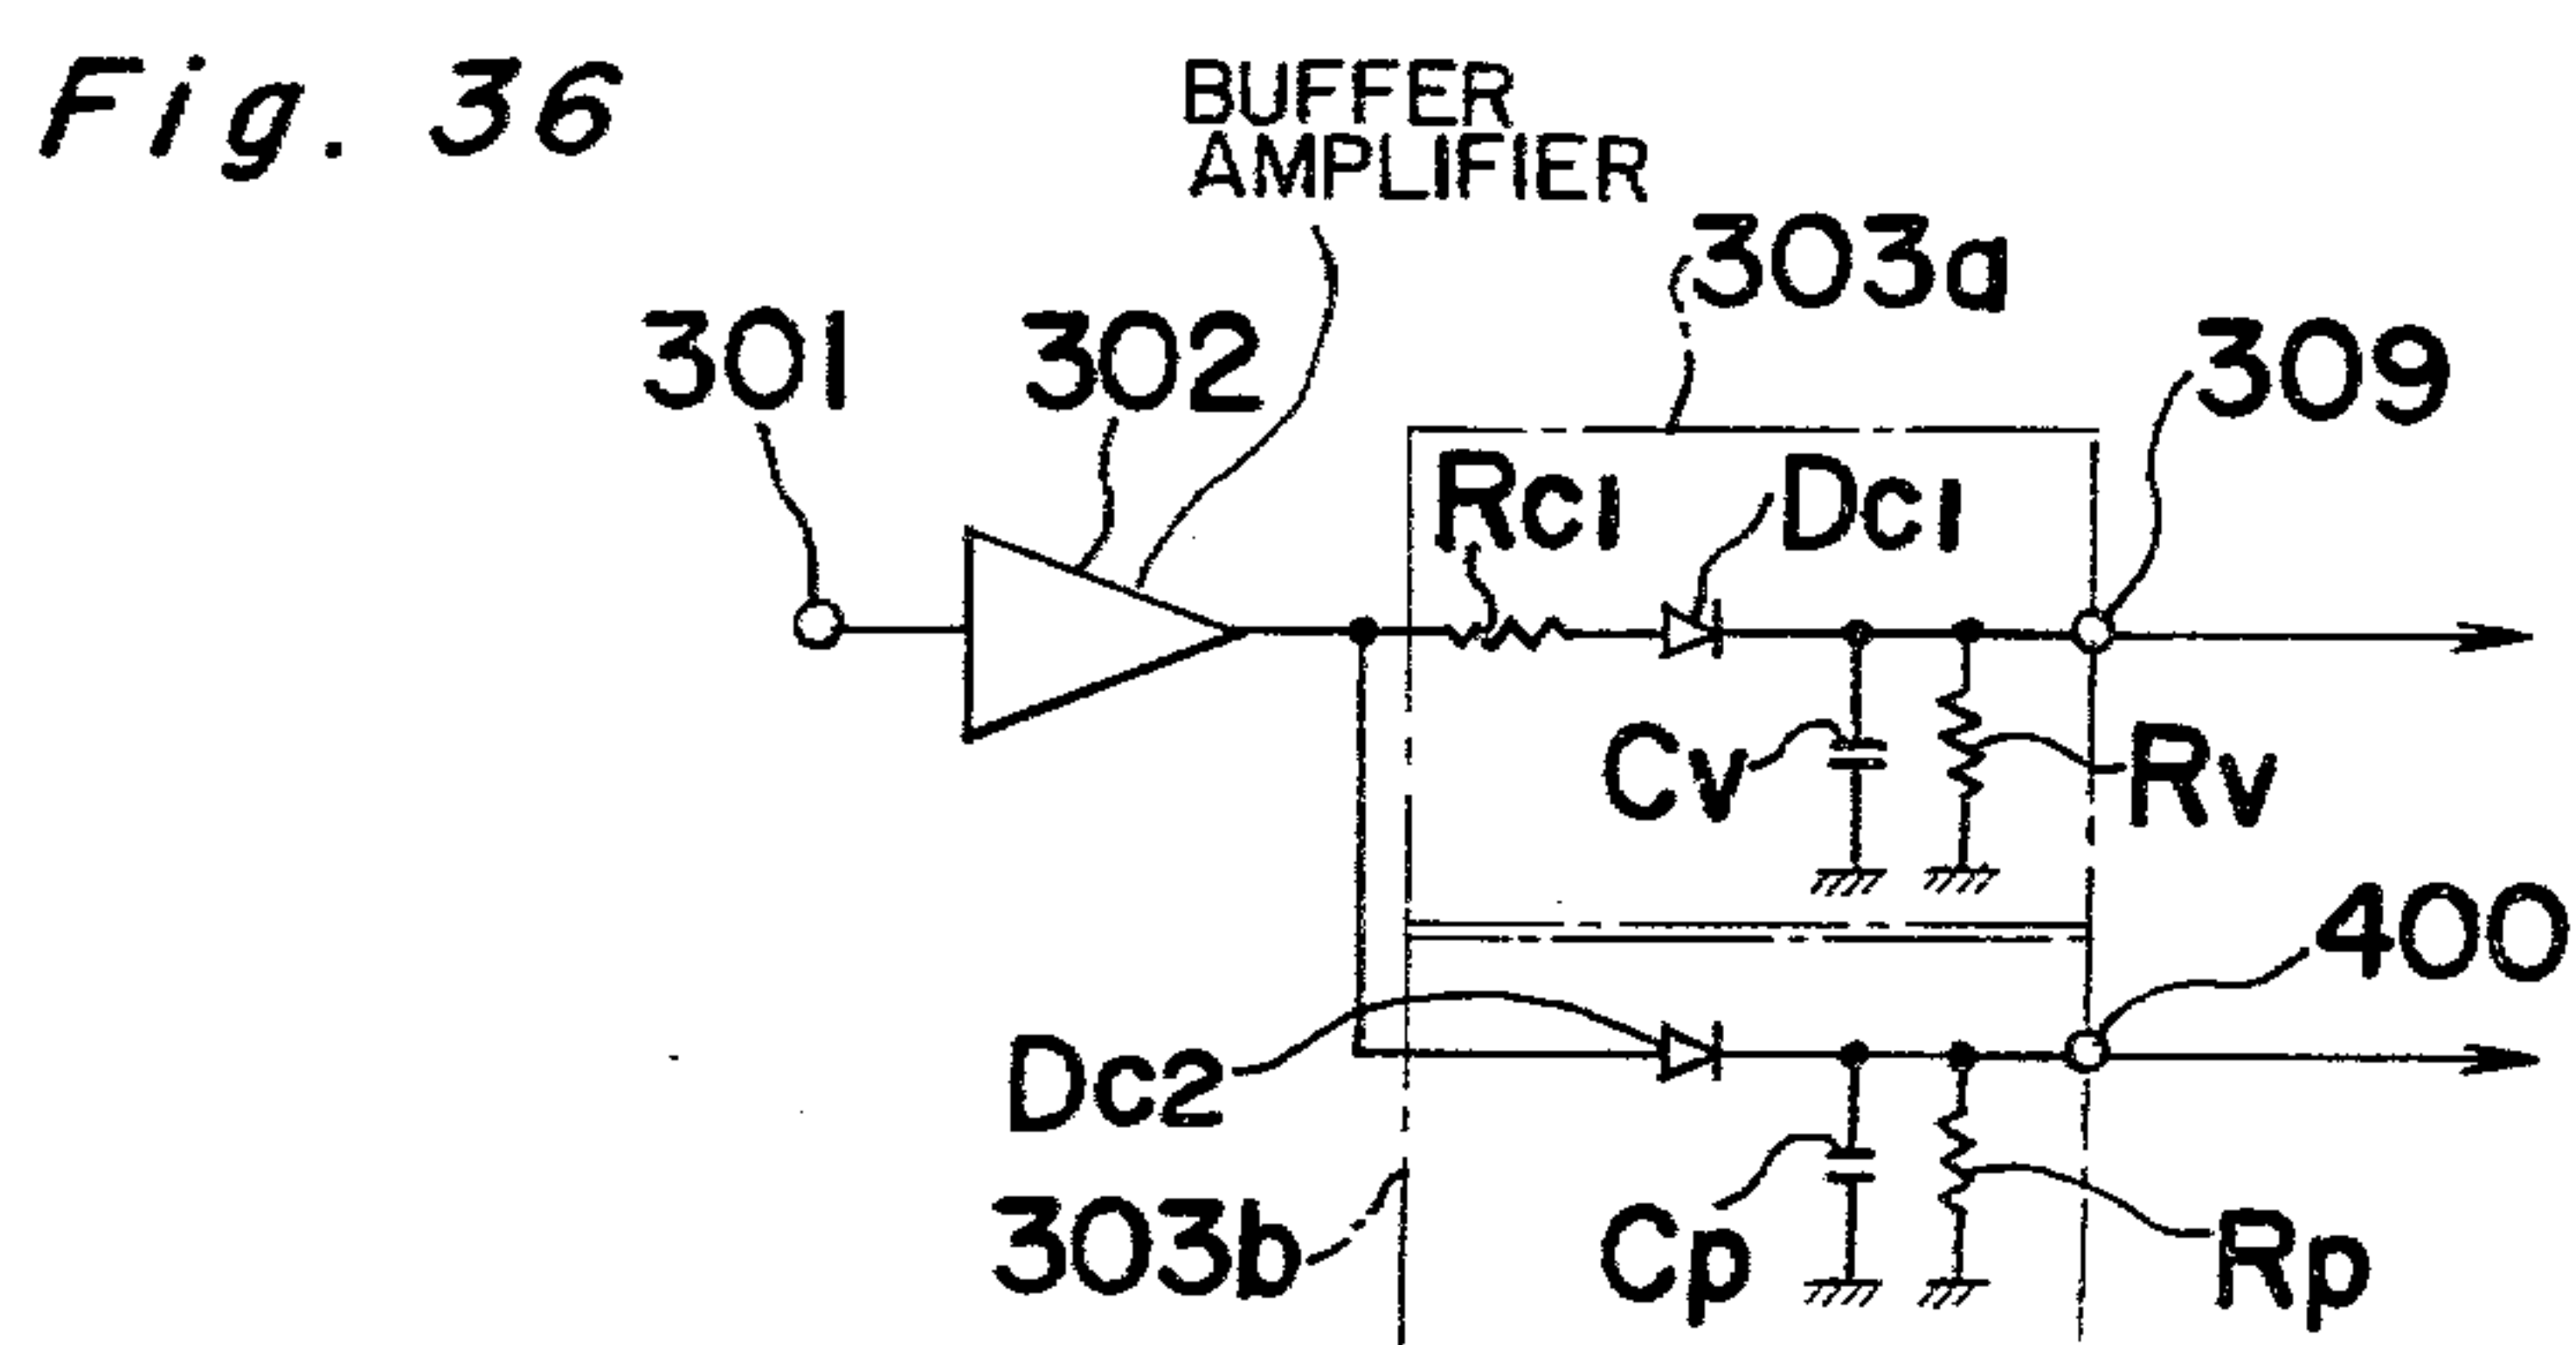 Fig. 36
BUFFER
AMPLIFIER
303a
301
302
309
Rc1
Dc1
Cv
Rv
400
Dc2
303b
Cp
Rp